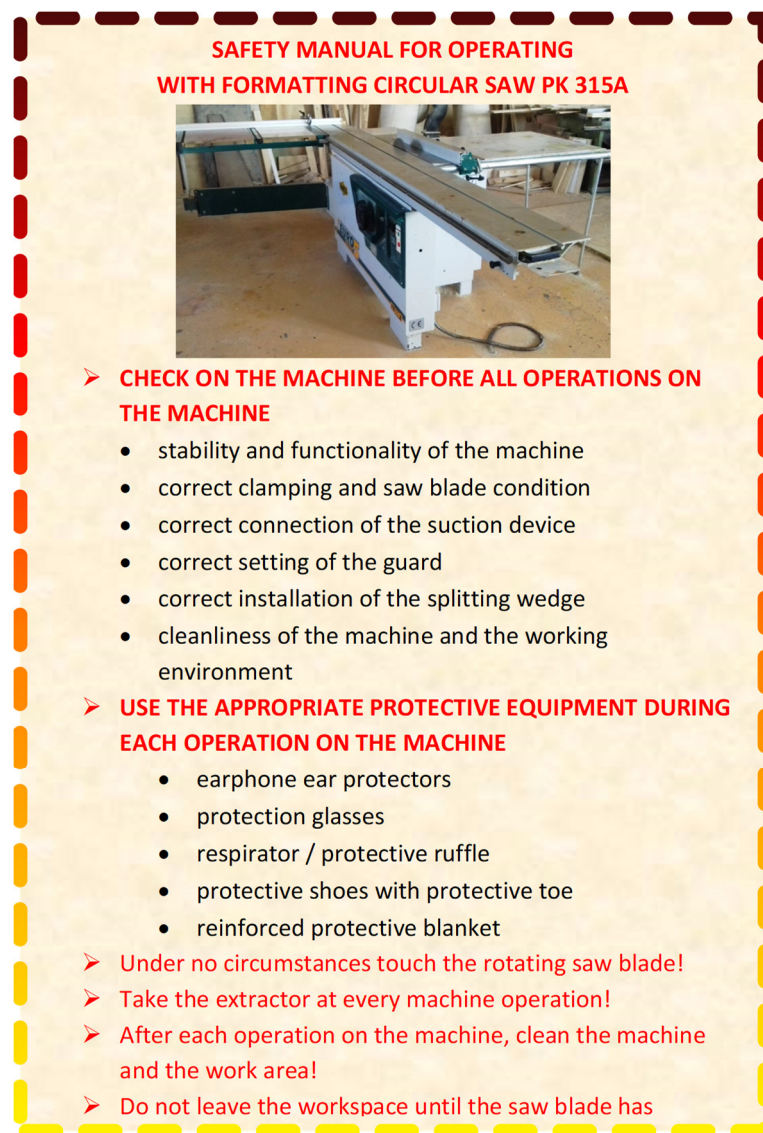 SAFETY MANUAL FOR OPERATING
WITH FORMATTING CIRCULAR SAW PK 315A
CE
➢ CHECK ON THE MACHINE BEFORE ALL OPERATIONS ON
THE MACHINE
• stability and functionality of the machine
• correct clamping and saw blade condition
• correct connection of the suction device
• correct setting of the guard
• correct installation of the splitting wedge
• cleanliness of the machine and the working
environment
➢ USE THE APPROPRIATE PROTECTIVE EQUIPMENT DURING
EACH OPERATION ON THE MACHINE
• earphone ear protectors
• protection glasses
• respirator / protective ruffle
• protective shoes with protective toe
• reinforced protective blanket
➢ Under no circumstances touch the rotating saw blade!
➢ Take the extractor at every machine operation!
➢ After each operation on the machine, clean the machine
and the work area!
➢ Do not leave the workspace until the saw blade has